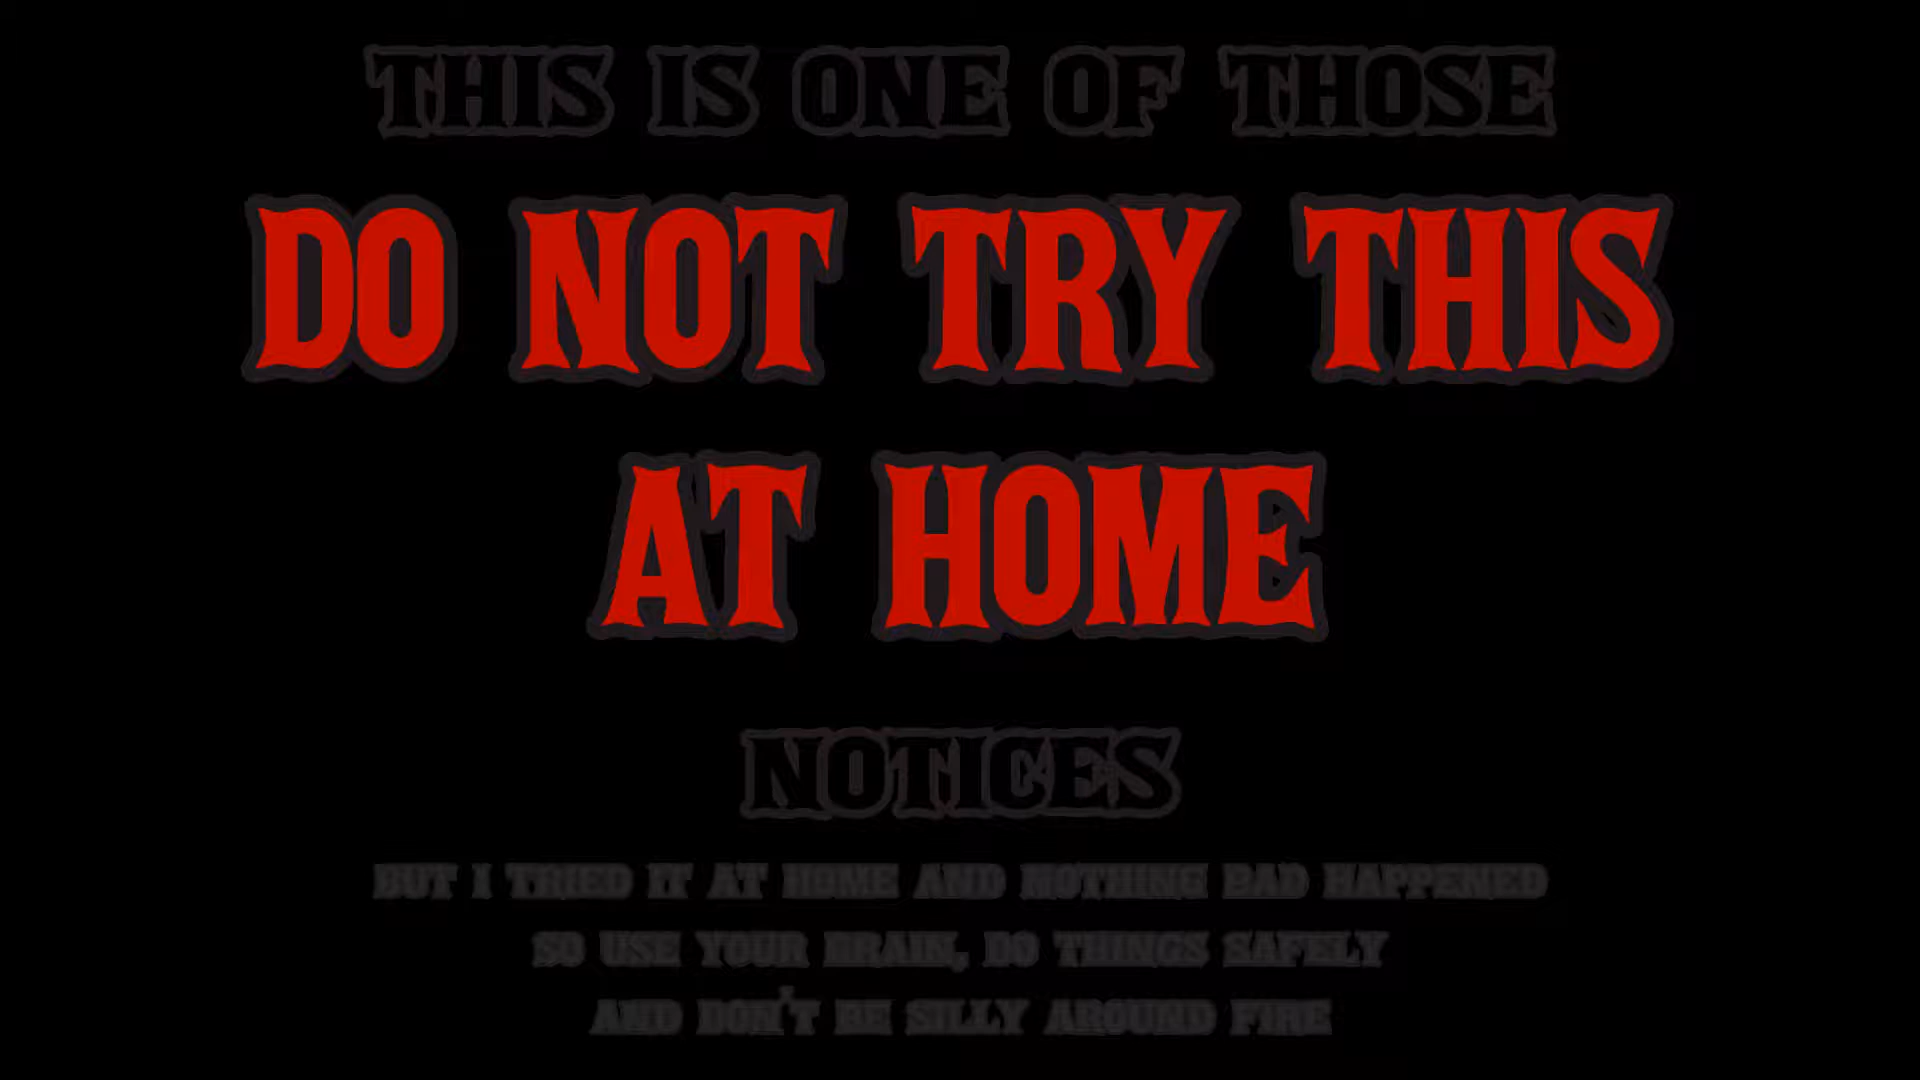 THIS IS ONE OF THOSE
DO NOT TRY THIS
AT HOME
NOTICES
BUT I TRIED IT AT HOME AND NOTHING BAD HAPPENED
SO USE YOUR BRAIN, DO THINGS SAFELY
AND DON'T BE SILLY AROUND FIRE